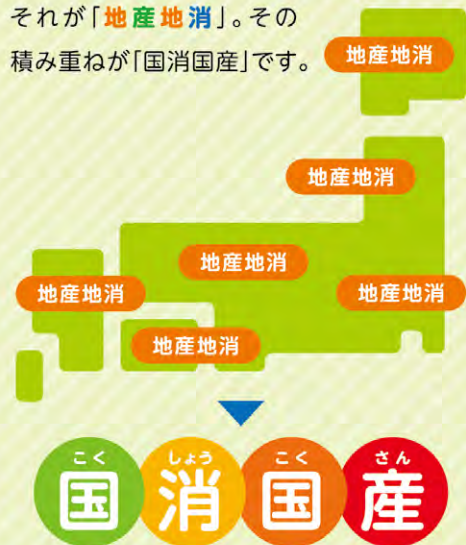 それが「地産地消」。その
積み重ねが「国消国産」です。
地産地消
地産地消
地産地消
地産地消
地産地消
地産地消
こく しょう こく さん
国消国産